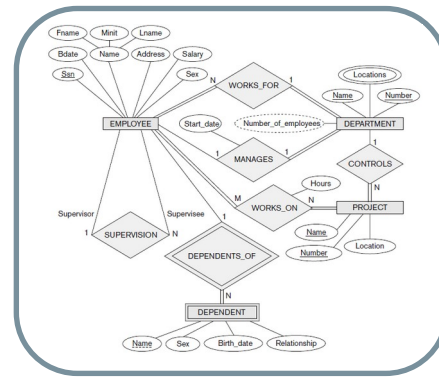 Fname Minit Lname
Bdate Name Address Salary
Ssn Sex
N WORKS_FOR 1
Locations
Name Number
Start_date Number_of_employees
EMPLOYEE DEPARTMENT
1 MANAGES 1
1
CONTROLS
N
Hours
M WORKS_ON N
PROJECT
Name
Number Location
Supervisor Supervisee
1 SUPERVISION N
1
DEPENDENTS_OF
N
DEPENDENT
Name Sex Birth_date Relationship